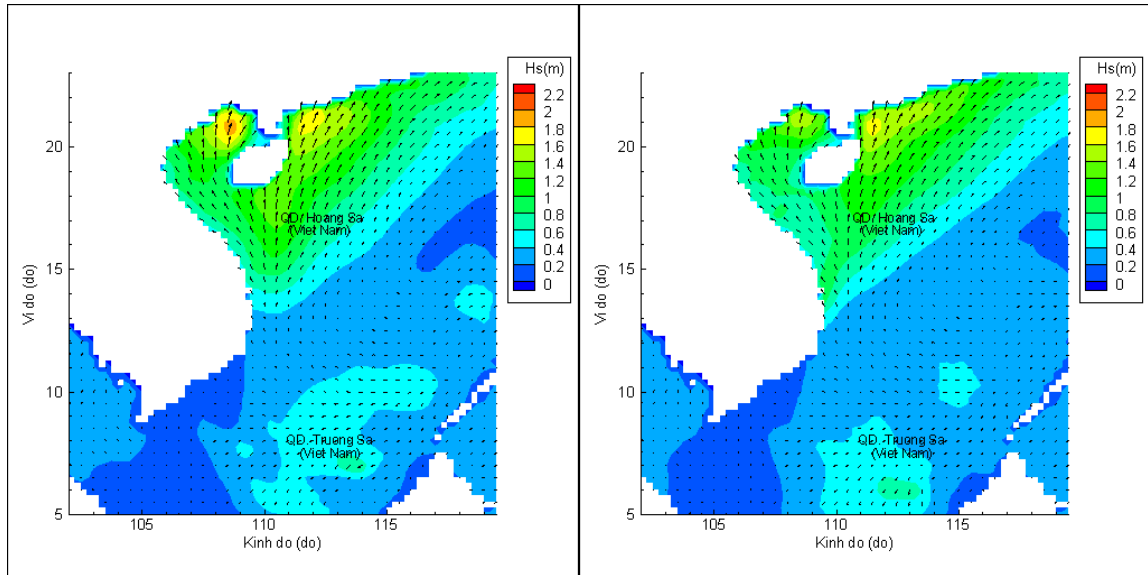 Hs(m)
2.2
2
1.8
1.6
1.4
1.2
1
0.8
0.6
0.4
0.2
0
20
15
10
5
Vi do (do)
QD/ Hoang Sa
(Viet Nam)
QD. Truong Sa
(Viet Nam)
105
110
115
Kinh do (do)
Hs(m)
2.2
2
1.8
1.6
1.4
1.2
1
0.8
0.6
0.4
0.2
0
20
15
10
5
Vi do (do)
QD/ Hoang Sa
(Viet Nam)
QD. Truong Sa
(Viet Nam)
105
110
115
Kinh do (do)